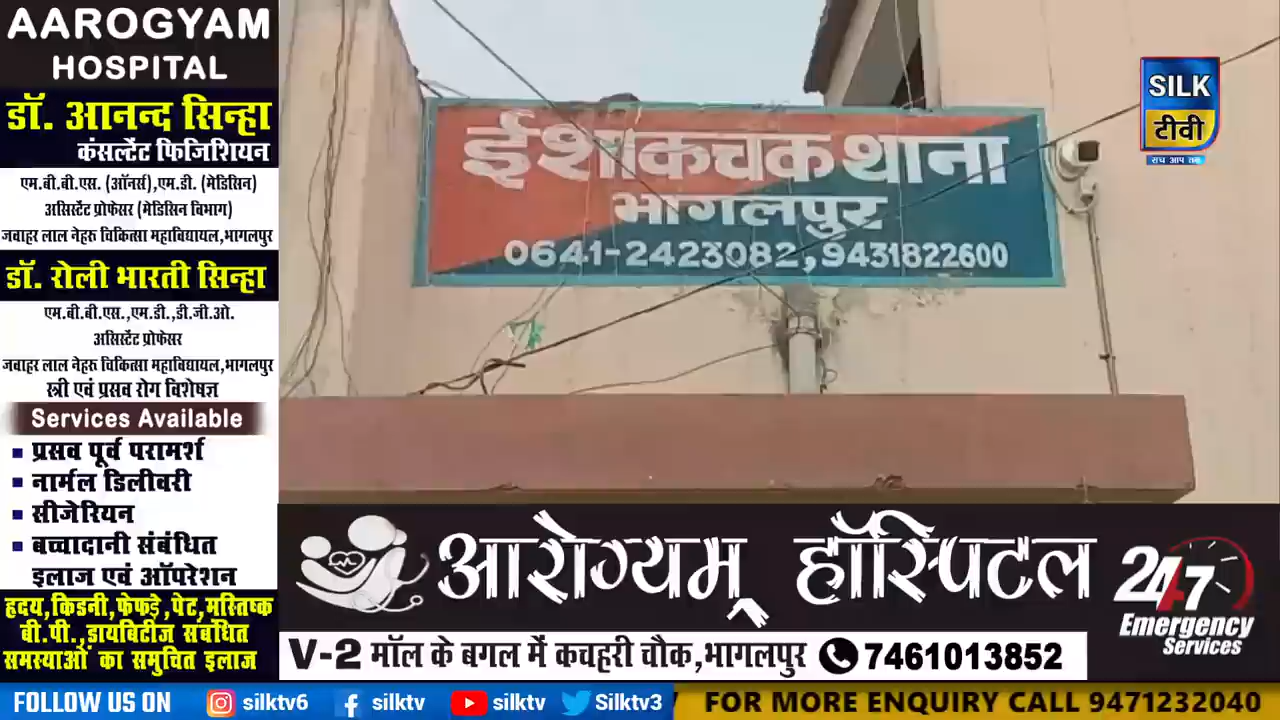 AAROGYAM
HOSPITAL
डॉ. आनन्द सिन्हा
कंसल्टेंट फिजिशियन
एम.बी.बी.एस. (ऑनर्स),एम.डी. (मेडिसिन)
असिस्टेंट प्रोफेसर (मेडिसिन विभाग)
जवाहर लाल नेहरु चिकित्सा महाविद्यालय,भागलपुर
डॉ. रोली भारती सिन्हा
एम.बी.बी.एस.,एम.डी.,डी.जी.ओ.
असिस्टेंट प्रोफेसर
जवाहर लाल नेहरु चिकित्सा महाविद्यालय,भागलपुर
स्त्री एवं प्रसव रोग विशेषज्ञ
Services Available
प्रसव पूर्व परामर्श
नार्मल डिलीवरी
सीजेरियन
बच्चादानी संबंधित
इलाज एवं ऑपरेशन
हृदय,किडनी,फेफड़े,पेट,मस्तिष्क
बी.पी.,डायबिटीज संबंधित
समस्याओं का समुचित इलाज
ईशाकचक थाना
भागलपुर
0641-2423082,9431822600
SILK
टीवी
सच आप तक
आरोग्यम् हॉस्पिटल
24x7
Emergency
Services
V-2 मॉल के बगल में कचहरी चौक,भागलपुर 7461013852
FOLLOW US ON silktv6 silktv silktv Silktv3 FOR MORE ENQUIRY CALL 9471232040